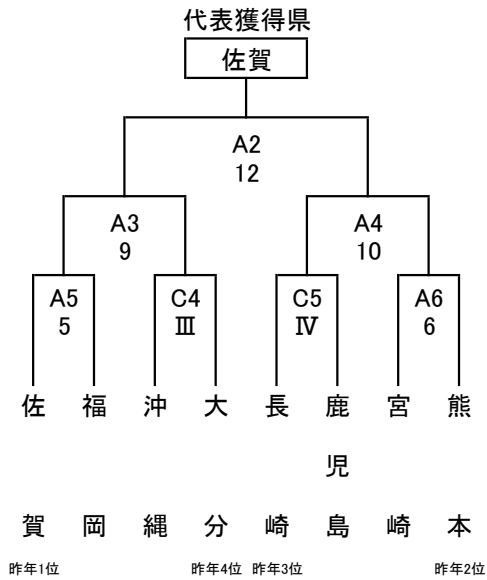 代表獲得県
佐賀
A2
12
A3
9
A4
10
A5
5
C4
Ⅲ
C5
Ⅳ
A6
6
佐賀
福岡
沖縄
大分
長崎
鹿児島
宮崎
熊本
昨年1位
昨年4位
昨年3位
昨年2位